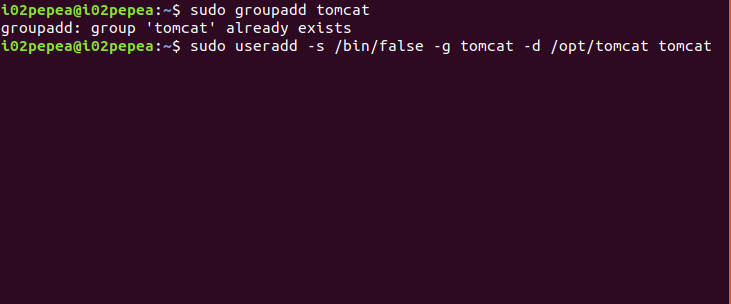 i02pepea@i02pepea:~$ sudo groupadd tomcat
groupadd: group 'tomcat' already exists
i02pepea@i02pepea:~$ sudo useradd -s /bin/false -g tomcat -d /opt/tomcat tomcat